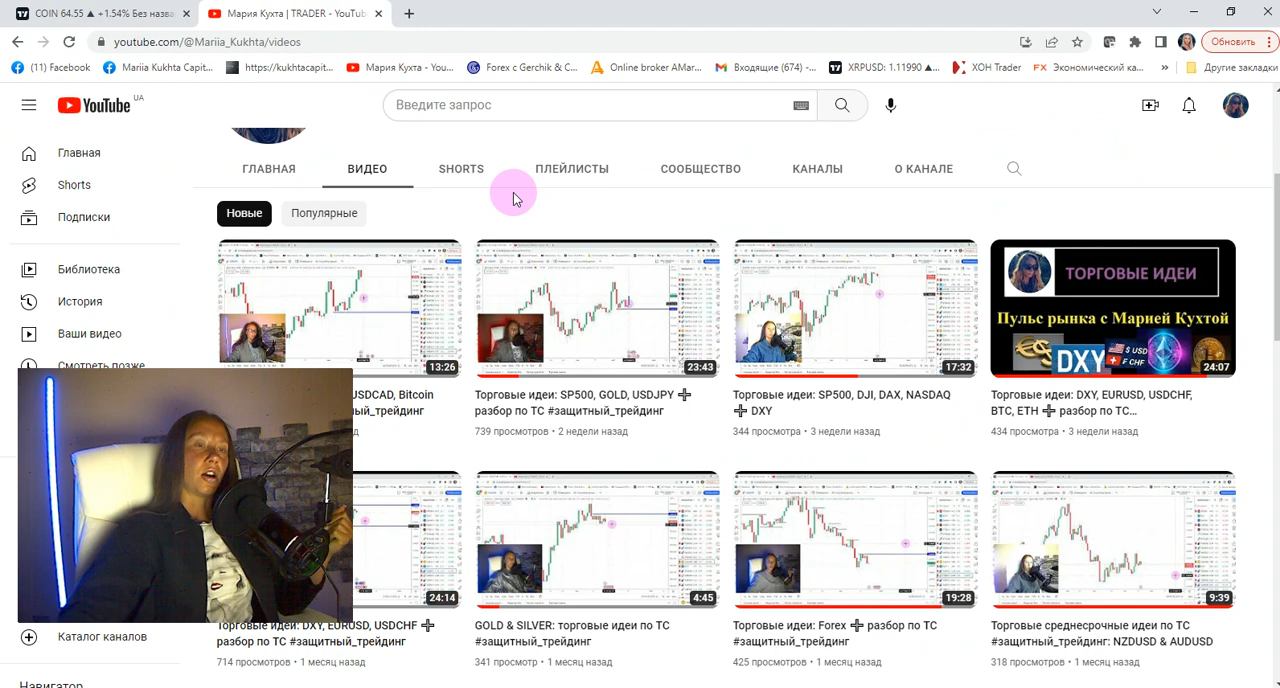 COIN 64.55 ▲ +1.54% Без назва
Мария Кухта | TRADER - YouTub
youtube.com/@Mariia_Kukhta/videos
Обновить
(11) Facebook
Mariia Kukhta Capit...
https://kukhtacapit...
Мария Кухта - You...
Forex c Gerchik & C...
Online broker AMar...
Входящие (674) -...
XRPUSD: 1.11990 ▲...
XOH Trader
FX Экономический ка...
»
Другие закладки
YouTube UA
Введите запрос
Главная
Shorts
Подписки
Библиотека
История
Ваши видео
Смотреть позже
Каталог каналов
Навигатор
ГЛАВНАЯ
ВИДЕО
SHORTS
ПЛЕЙЛИСТЫ
СООБЩЕСТВО
КАНАЛЫ
О КАНАЛЕ
Новые
Популярные
13:26
USDCAD, Bitcoin
ный_трейдинг
23:43
Торговые идеи: SP500, GOLD, USDJPY ➕
разбор по ТС #защитный_трейдинг
739 просмотров • 2 недели назад
17:32
Торговые идеи: SP500, DJI, DAX, NASDAQ
➕ DXY
344 просмотра • 3 недели назад
ТОРГОВЫЕ ИДЕИ
Пульс рынка с Марией Кухтой
DXY
$ USD
₣ CHF
24:07
Торговые идеи: DXY, EURUSD, USDCHF,
BTC, ETH ➕ разбор по ТС...
434 просмотра • 3 недели назад
24:14
Торговые идеи: DXY, EURUSD, USDCHF ➕
разбор по ТС #защитный_трейдинг
714 просмотров • 1 месяц назад
4:45
GOLD & SILVER: торговые идеи по ТС
#защитный_трейдинг
341 просмотр • 1 месяц назад
19:28
Торговые идеи: Forex ➕ разбор по ТС
#защитный_трейдинг
425 просмотров • 1 месяц назад
9:39
Торговые среднесрочные идеи по ТС
#защитный_трейдинг: NZDUSD & AUDUSD
318 просмотров • 1 месяц назад